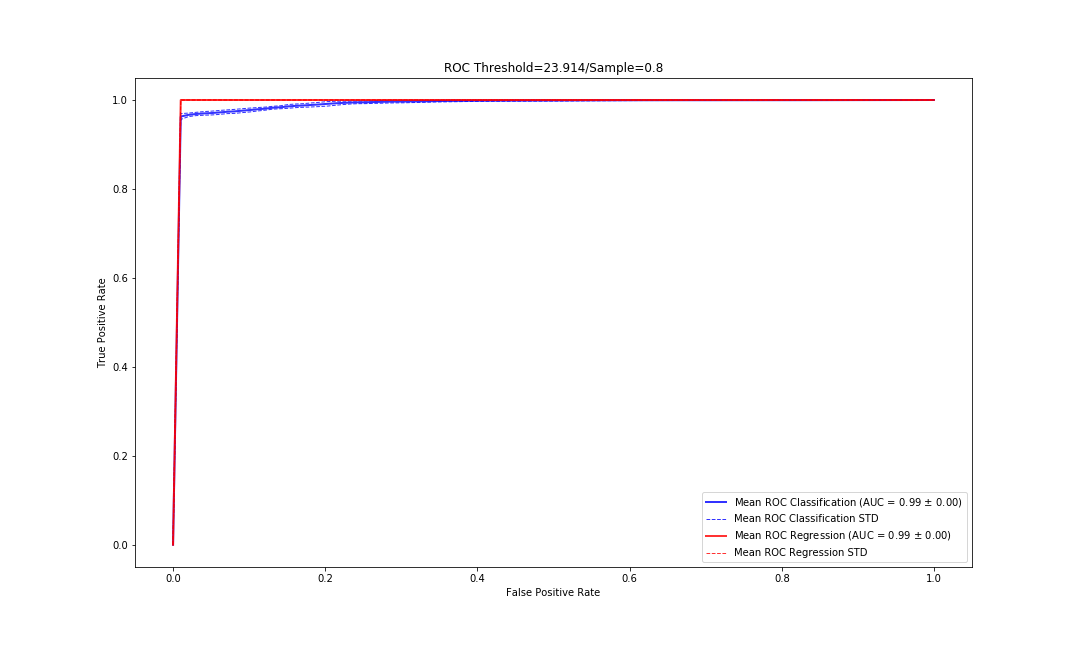 ROC Threshold=23.914/Sample=0.8
True Positive Rate
1.0
0.8
0.6
0.4
0.2
0.0
Mean ROC Classification (AUC = 0.99 ± 0.00)
Mean ROC Classification STD
Mean ROC Regression (AUC = 0.99 ± 0.00)
Mean ROC Regression STD
0.0 0.2 0.4 0.6 0.8 1.0
False Positive Rate